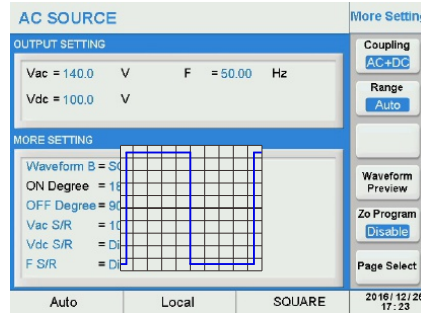 AC SOURCE
More Settin
OUTPUT SETTING
Vac = 140.0 V F = 50.00 Hz
Vdc = 100.0 V
MORE SETTING
Waveform B = SQ
ON Degree = 18
OFF Degree = 90
Vac S/R = 10
Vdc S/R = Di
F S/R = Di
Coupling
AC+DC
Range
Auto
Waveform
Preview
Zo Program
Disable
Page Select
Auto Local SQUARE
2016/12/26
17:23